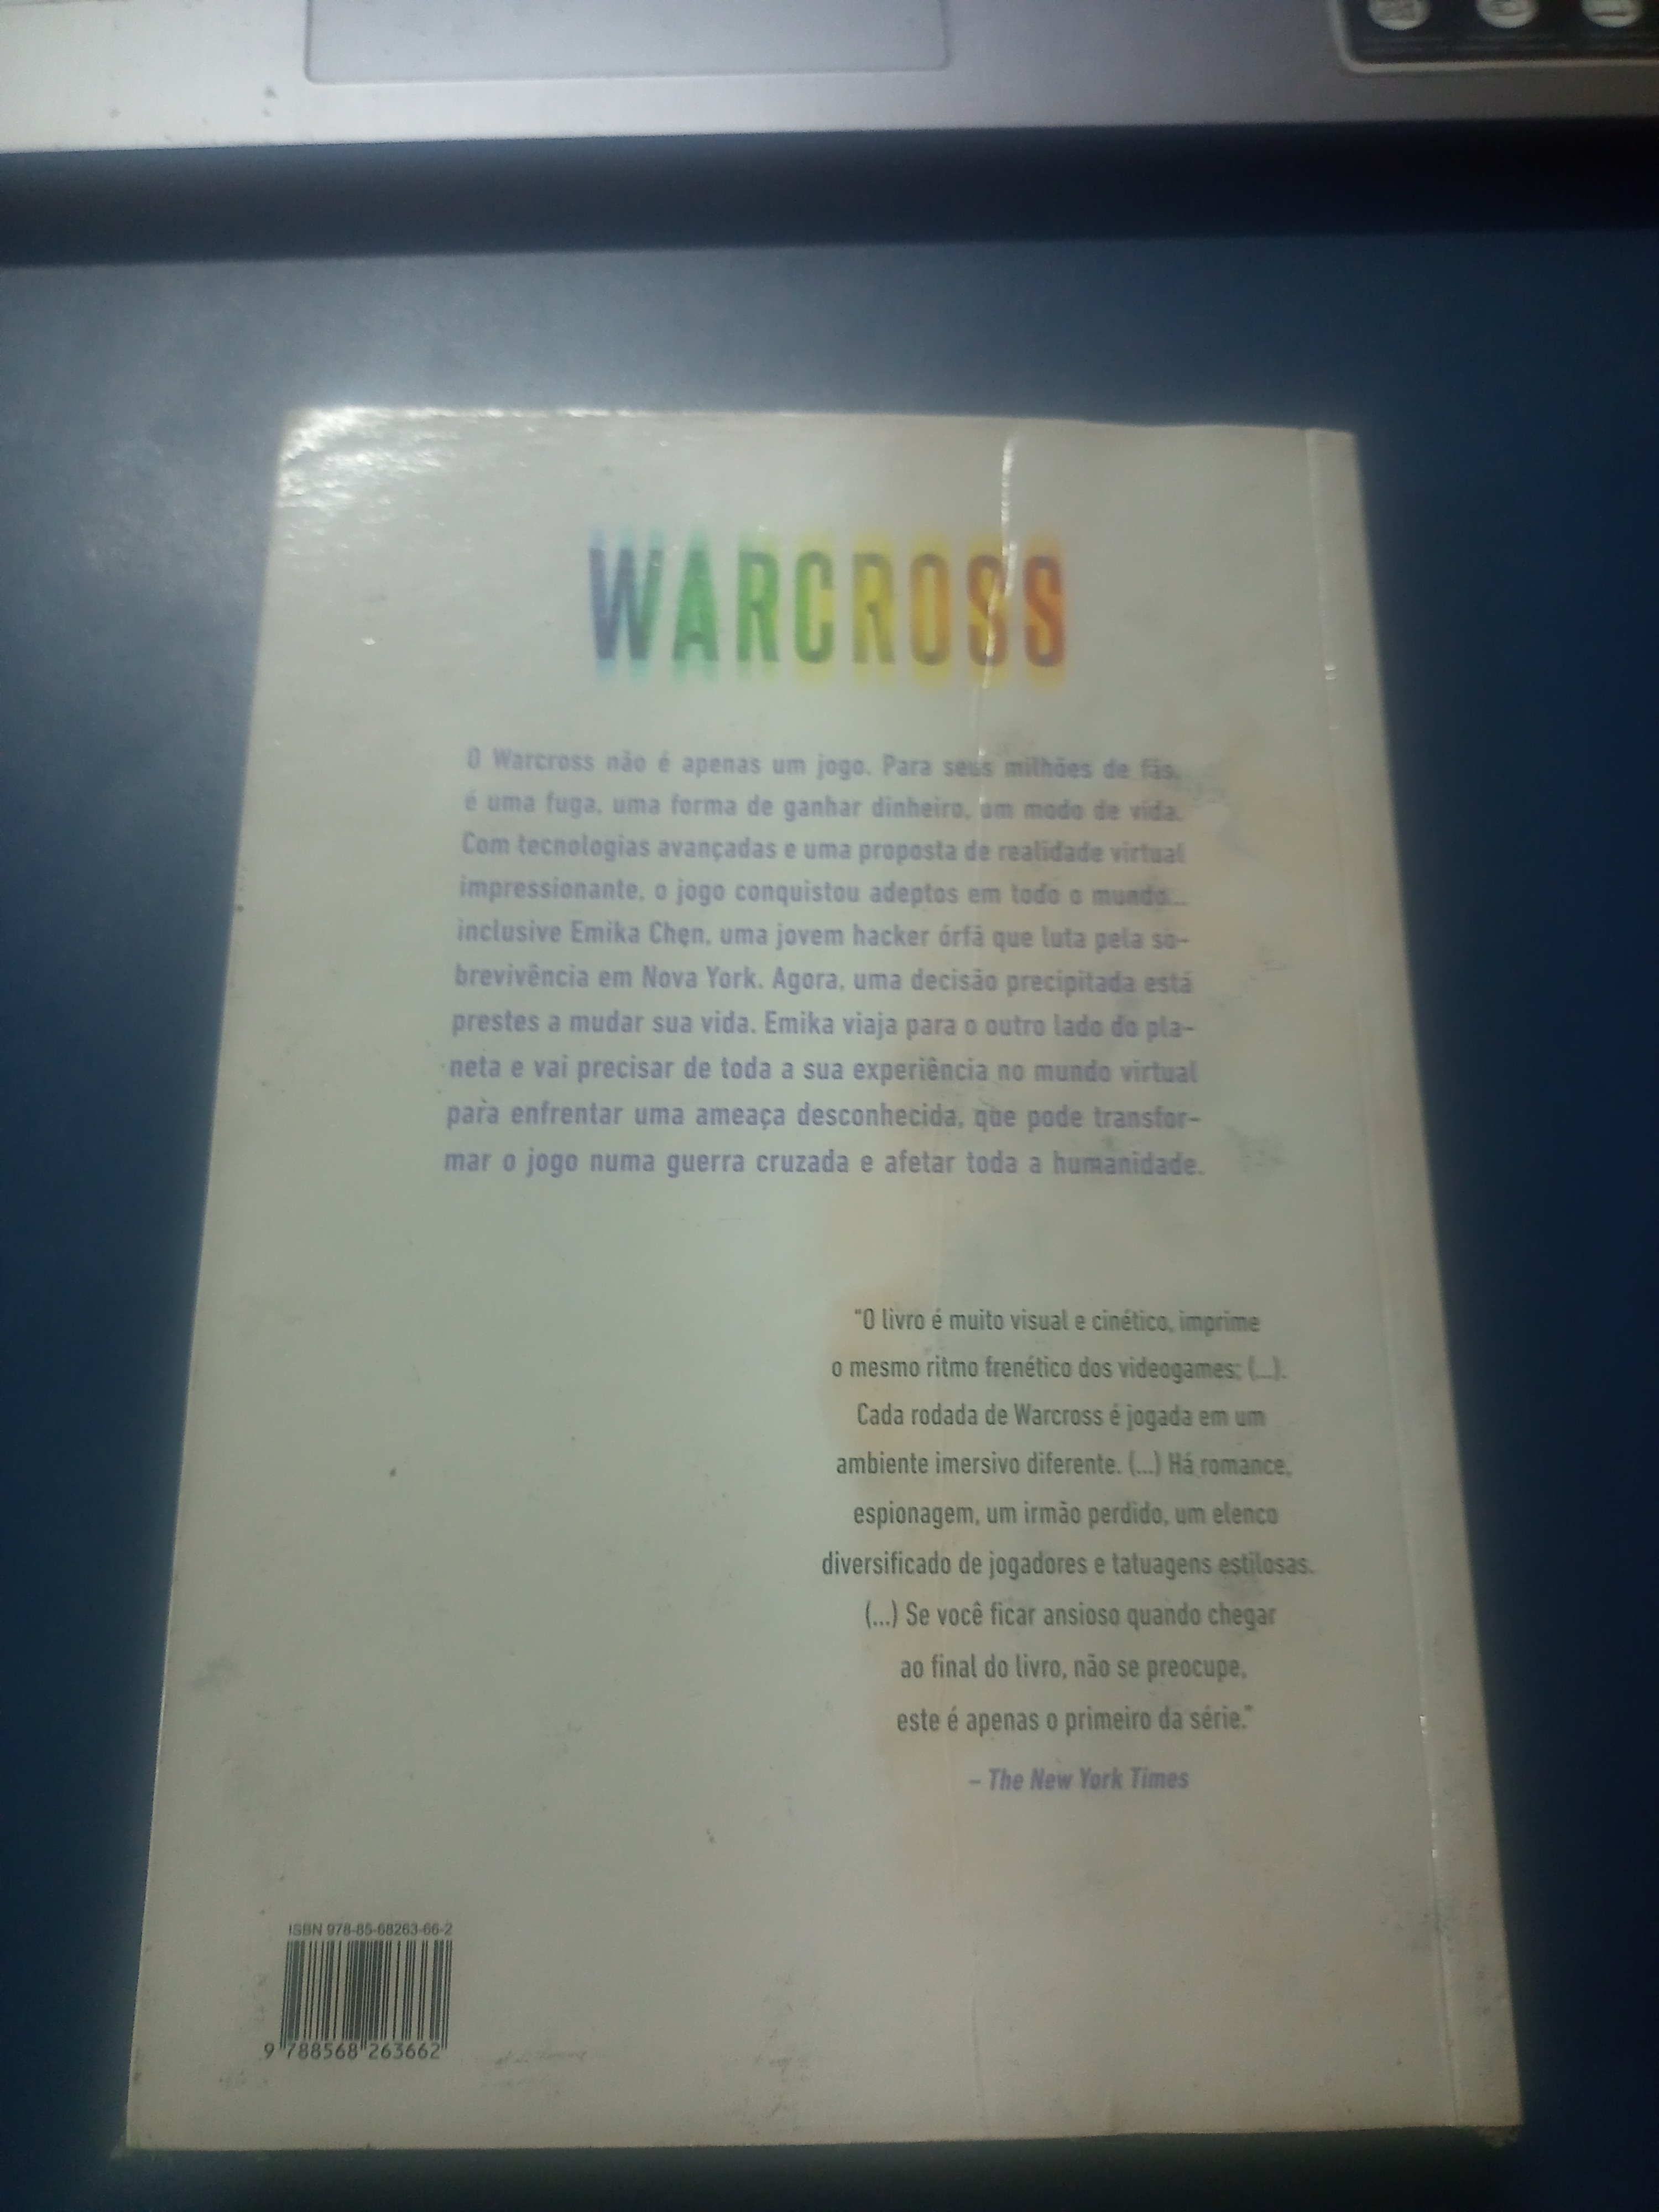 WARCROSS
O Warcross não é apenas um jogo. Para seus milhões de fãs,
é uma fuga, uma forma de ganhar dinheiro, um modo de vida.
Com tecnologias avançadas e uma proposta de realidade virtual
impressionante, o jogo conquistou adeptos em todo o mundo...
inclusive Emika Chen, uma jovem hacker órfã que luta pela so-
brevivência em Nova York. Agora, uma decisão precipitada está
prestes a mudar sua vida. Emika viaja para o outro lado do pla-
neta e vai precisar de toda a sua experiência no mundo virtual
para enfrentar uma ameaça desconhecida, que pode transfor-
mar o jogo numa guerra cruzada e afetar toda a humanidade.
"O livro é muito visual e cinético, imprime
o mesmo ritmo frenético dos videogames; (...).
Cada rodada de Warcross é jogada em um
ambiente imersivo diferente. (...) Há romance,
espionagem, um irmão perdido, um elenco
diversificado de jogadores e tatuagens estilosas.
(...) Se você ficar ansioso quando chegar
ao final do livro, não se preocupe,
este é apenas o primeiro da série."
– The New York Times
ISBN 978-85-68263-66-2
9 788568 263662